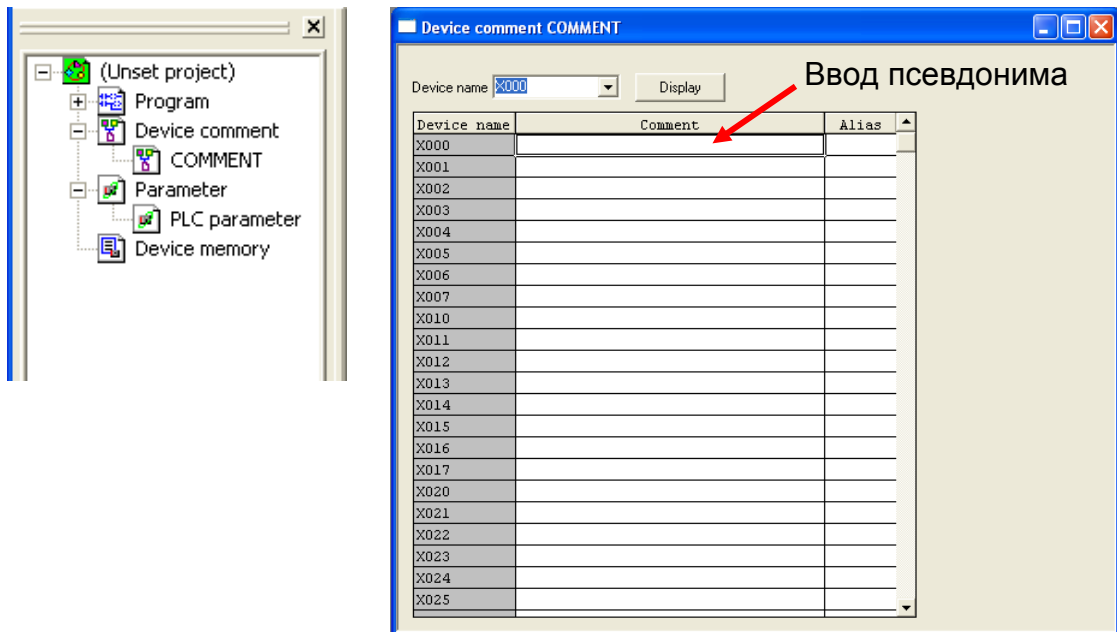 (Unset project)
Program
Device comment
COMMENT
Parameter
PLC parameter
Device memory
Device comment COMMENT
Device name X000 Display
Ввод псевдонима
Device name Comment Alias
X000
X001
X002
X003
X004
X005
X006
X007
X010
X011
X012
X013
X014
X015
X016
X017
X020
X021
X022
X023
X024
X025